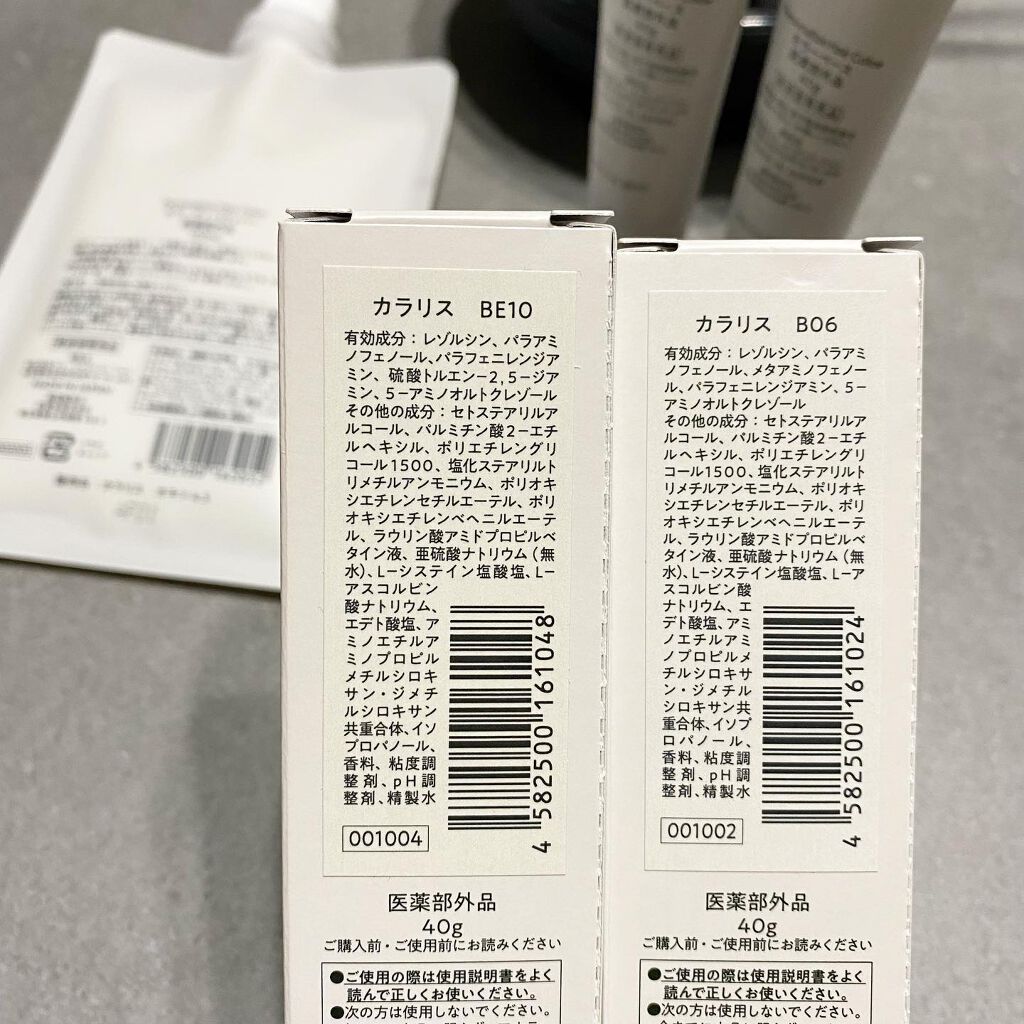 カラリス BE10
有効成分：レゾルシン、パラアミ
ノフェノール、パラフェニレンジア
ミン、硫酸トルエン-2,5-ジア
ミン、5-アミノオルトクレゾール
その他の成分：セトステアリルア
ルコール、パルミチン酸2-エチ
ルヘキシル、ポリエチレングリ
コール1500、塩化ステアリルト
リメチルアンモニウム、ポリオキ
シエチレンセチルエーテル、ポリ
オキシエチレンベヘニルエーテ
ル、ラウリン酸アミドプロピルベ
タイン液、亜硫酸ナトリウム（無
水）、L-システイン塩酸塩、L-
アスコルビン
酸ナトリウム、
エデト酸塩、ア
ミノエチルア
ミノプロピル
メチルシロキ
サン・ジメチ
ルシロキサン
共重合体、イソ
プロパノール、
香料、粘度調
整剤、pH調
整剤、精製水
4 582500 161048
001004
医薬部外品
40g
ご購入前・ご使用前にお読みください
●ご使用の際は使用説明書をよく
読んで正しくお使いください。
●次の方は使用しないでください。
カラリス B06
有効成分：レゾルシン、パラアミ
ノフェノール、メタアミノフェノー
ル、パラフェニレンジアミン、5-
アミノオルトクレゾール
その他の成分：セトステアリルア
ルコール、パルミチン酸2-エチ
ルヘキシル、ポリエチレングリ
コール1500、塩化ステアリルト
リメチルアンモニウム、ポリオキ
シエチレンセチルエーテル、ポリ
オキシエチレンベヘニルエーテ
ル、ラウリン酸アミドプロピルベ
タイン液、亜硫酸ナトリウム（無
水）、L-システイン塩酸塩、L-ア
スコルビン酸
ナトリウム、エ
デト酸塩、アミ
ノエチルアミ
ノプロピルメ
チルシロキサ
ン・ジメチル
シロキサン共
重合体、イソプ
ロパノール、
香料、粘度調
整剤、pH調
整剤、精製水
4 582500 161024
001002
医薬部外品
40g
ご購入前・ご使用前にお読みください
●ご使用の際は使用説明書をよく
読んで正しくお使いください。
●次の方は使用しないでください。